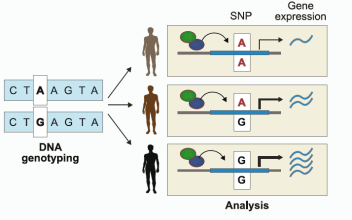 SNP
Gene
expression
A
A
C T A A G T A
C T G A G T A
DNA
genotyping
A
G
G
G
Analysis